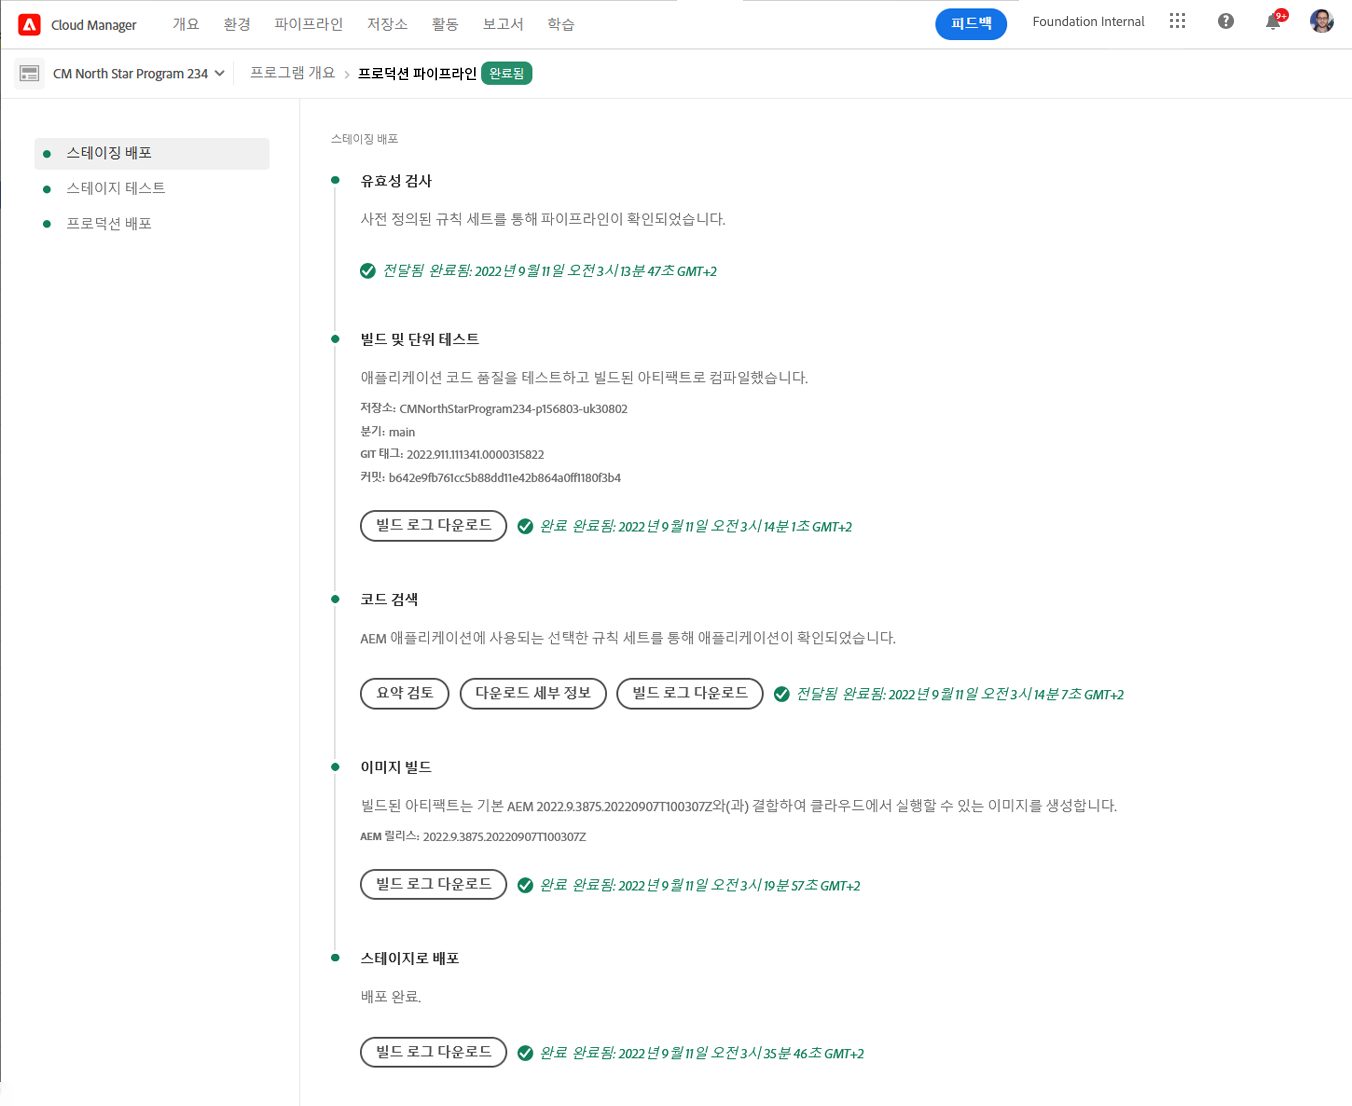 Cloud Manager 개요 환경 파이프라인 저장소 활동 보고서 학습 피드백 Foundation Internal 9+
CM North Star Program 234 프로그램 개요 › 프로덕션 파이프라인 완료됨
스테이징 배포
스테이지 테스트
프로덕션 배포
스테이징 배포
유효성 검사
사전 정의된 규칙 세트를 통해 파이프라인이 확인되었습니다.
전달됨 완료됨: 2022년 9월 11일 오전 3시 13분 47초 GMT+2
빌드 및 단위 테스트
애플리케이션 코드 품질을 테스트하고 빌드된 아티팩트로 컴파일했습니다.
저장소: CMNorthStarProgram234-p156803-uk30802
분기: main
GIT 태그: 2022.911.111341.0000315822
커밋: b642e9fb761cc5b88dd11e42b864a0ff1180f3b4
빌드 로그 다운로드 완료 완료됨: 2022년 9월 11일 오전 3시 14분 1초 GMT+2
코드 검색
AEM 애플리케이션에 사용되는 선택한 규칙 세트를 통해 애플리케이션이 확인되었습니다.
요약 검토 다운로드 세부 정보 빌드 로그 다운로드 전달됨 완료됨: 2022년 9월 11일 오전 3시 14분 7초 GMT+2
이미지 빌드
빌드된 아티팩트는 기본 AEM 2022.9.3875.20220907T100307Z와(과) 결합하여 클라우드에서 실행할 수 있는 이미지를 생성합니다.
AEM 릴리스: 2022.9.3875.20220907T100307Z
빌드 로그 다운로드 완료 완료됨: 2022년 9월 11일 오전 3시 19분 57초 GMT+2
스테이지로 배포
배포 완료.
빌드 로그 다운로드 완료 완료됨: 2022년 9월 11일 오전 3시 35분 46초 GMT+2